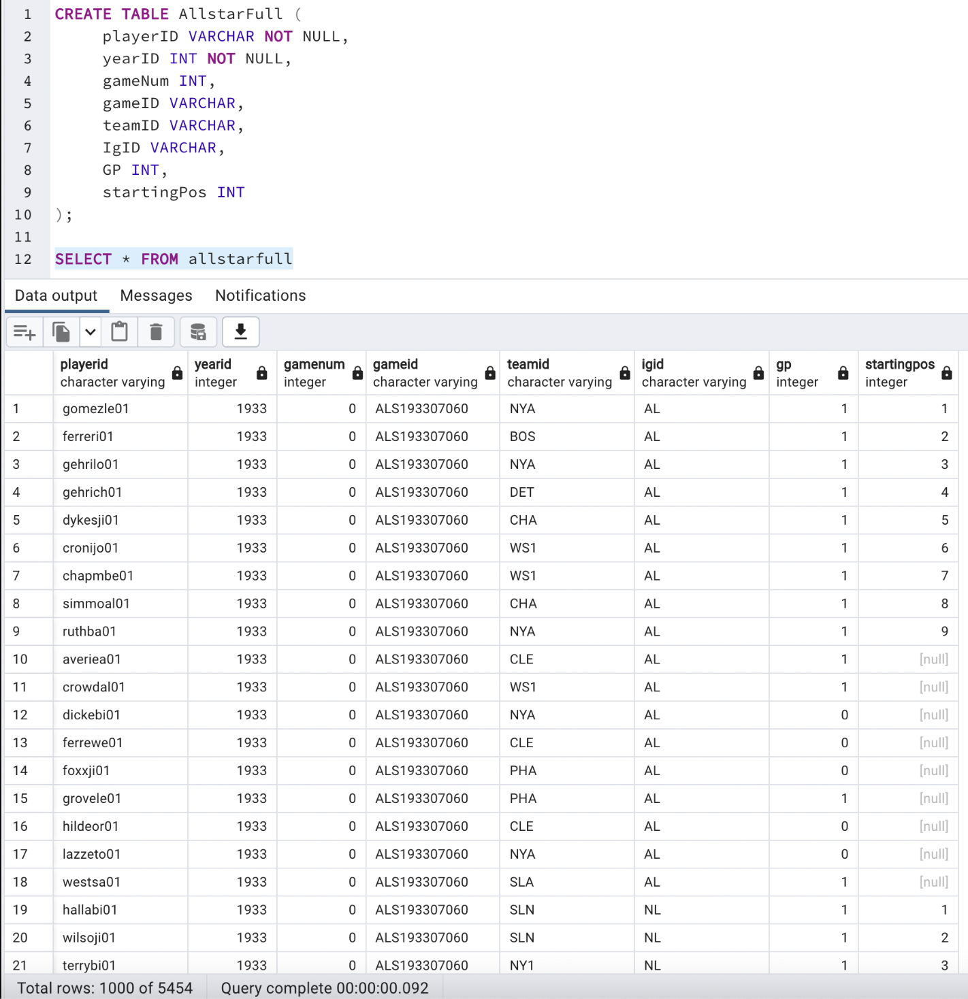 1 CREATE TABLE AllstarFull (
2 playerID VARCHAR NOT NULL,
3 yearID INT NOT NULL,
4 gameNum INT,
5 gameID VARCHAR,
6 teamID VARCHAR,
7 IgID VARCHAR,
8 GP INT,
9 startingPos INT
10 );
11
12 SELECT * FROM allstarfull
Data output Messages Notifications
playerid yearid gamenum gameid teamid igid gp startingpos
character varying integer integer character varying character varying character varying integer integer
1 gomezle01 1933 0 ALS193307060 NYA AL 1 1
2 ferreri01 1933 0 ALS193307060 BOS AL 1 2
3 gehrilo01 1933 0 ALS193307060 NYA AL 1 3
4 gehrich01 1933 0 ALS193307060 DET AL 1 4
5 dykesji01 1933 0 ALS193307060 CHA AL 1 5
6 cronijo01 1933 0 ALS193307060 WS1 AL 1 6
7 chapmbe01 1933 0 ALS193307060 WS1 AL 1 7
8 simmoal01 1933 0 ALS193307060 CHA AL 1 8
9 ruthba01 1933 0 ALS193307060 NYA AL 1 9
10 averiea01 1933 0 ALS193307060 CLE AL 1 [null]
11 crowdal01 1933 0 ALS193307060 WS1 AL 1 [null]
12 dickebi01 1933 0 ALS193307060 NYA AL 0 [null]
13 ferrewe01 1933 0 ALS193307060 CLE AL 0 [null]
14 foxxji01 1933 0 ALS193307060 PHA AL 0 [null]
15 grovele01 1933 0 ALS193307060 PHA AL 1 [null]
16 hildeor01 1933 0 ALS193307060 CLE AL 0 [null]
17 lazzeto01 1933 0 ALS193307060 NYA AL 0 [null]
18 westsa01 1933 0 ALS193307060 SLA AL 1 [null]
19 hallabi01 1933 0 ALS193307060 SLN NL 1 1
20 wilsoji01 1933 0 ALS193307060 SLN NL 1 2
21 terrybi01 1933 0 ALS193307060 NY1 NL 1 3
Total rows: 1000 of 5454 Query complete 00:00:00.092